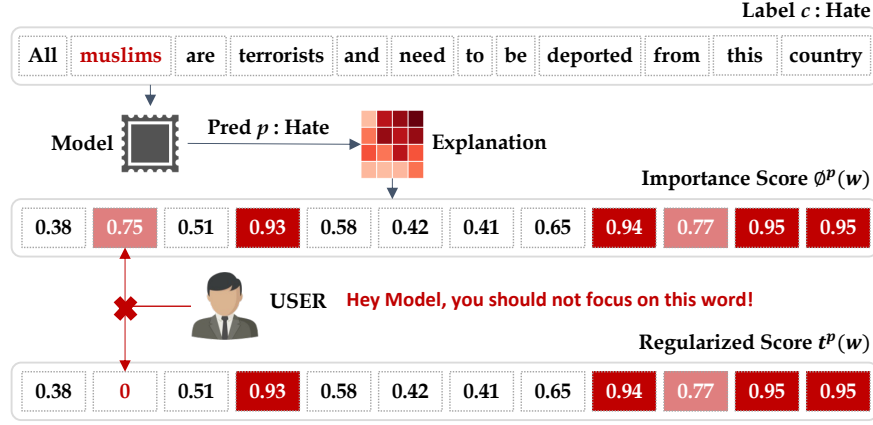 Label c : Hate
All muslims are terrorists and need to be deported from this country
Model
Pred p : Hate
Explanation
Importance Score ∅ᵖ(w)
0.38 0.75 0.51 0.93 0.58 0.42 0.41 0.65 0.94 0.77 0.95 0.95
USER
Hey Model, you should not focus on this word!
Regularized Score tᵖ(w)
0.38 0 0.51 0.93 0.58 0.42 0.41 0.65 0.94 0.77 0.95 0.95